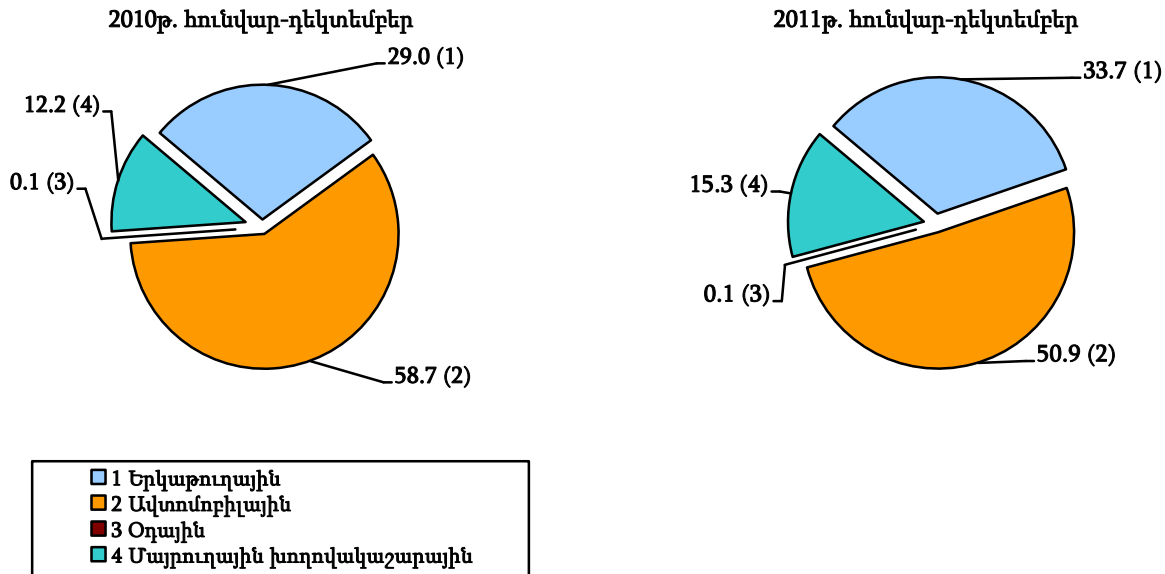 2010թ. հունվար-դեկտեմբեր
29.0 (1)
12.2 (4)
0.1 (3)
58.7 (2)
2011թ. հունվար-դեկտեմբեր
33.7 (1)
15.3 (4)
0.1 (3)
50.9 (2)
1 Երկաթուղային
2 Ավտոմոբիլային
3 Օդային
4 Մայրուղային խողովակաշարային